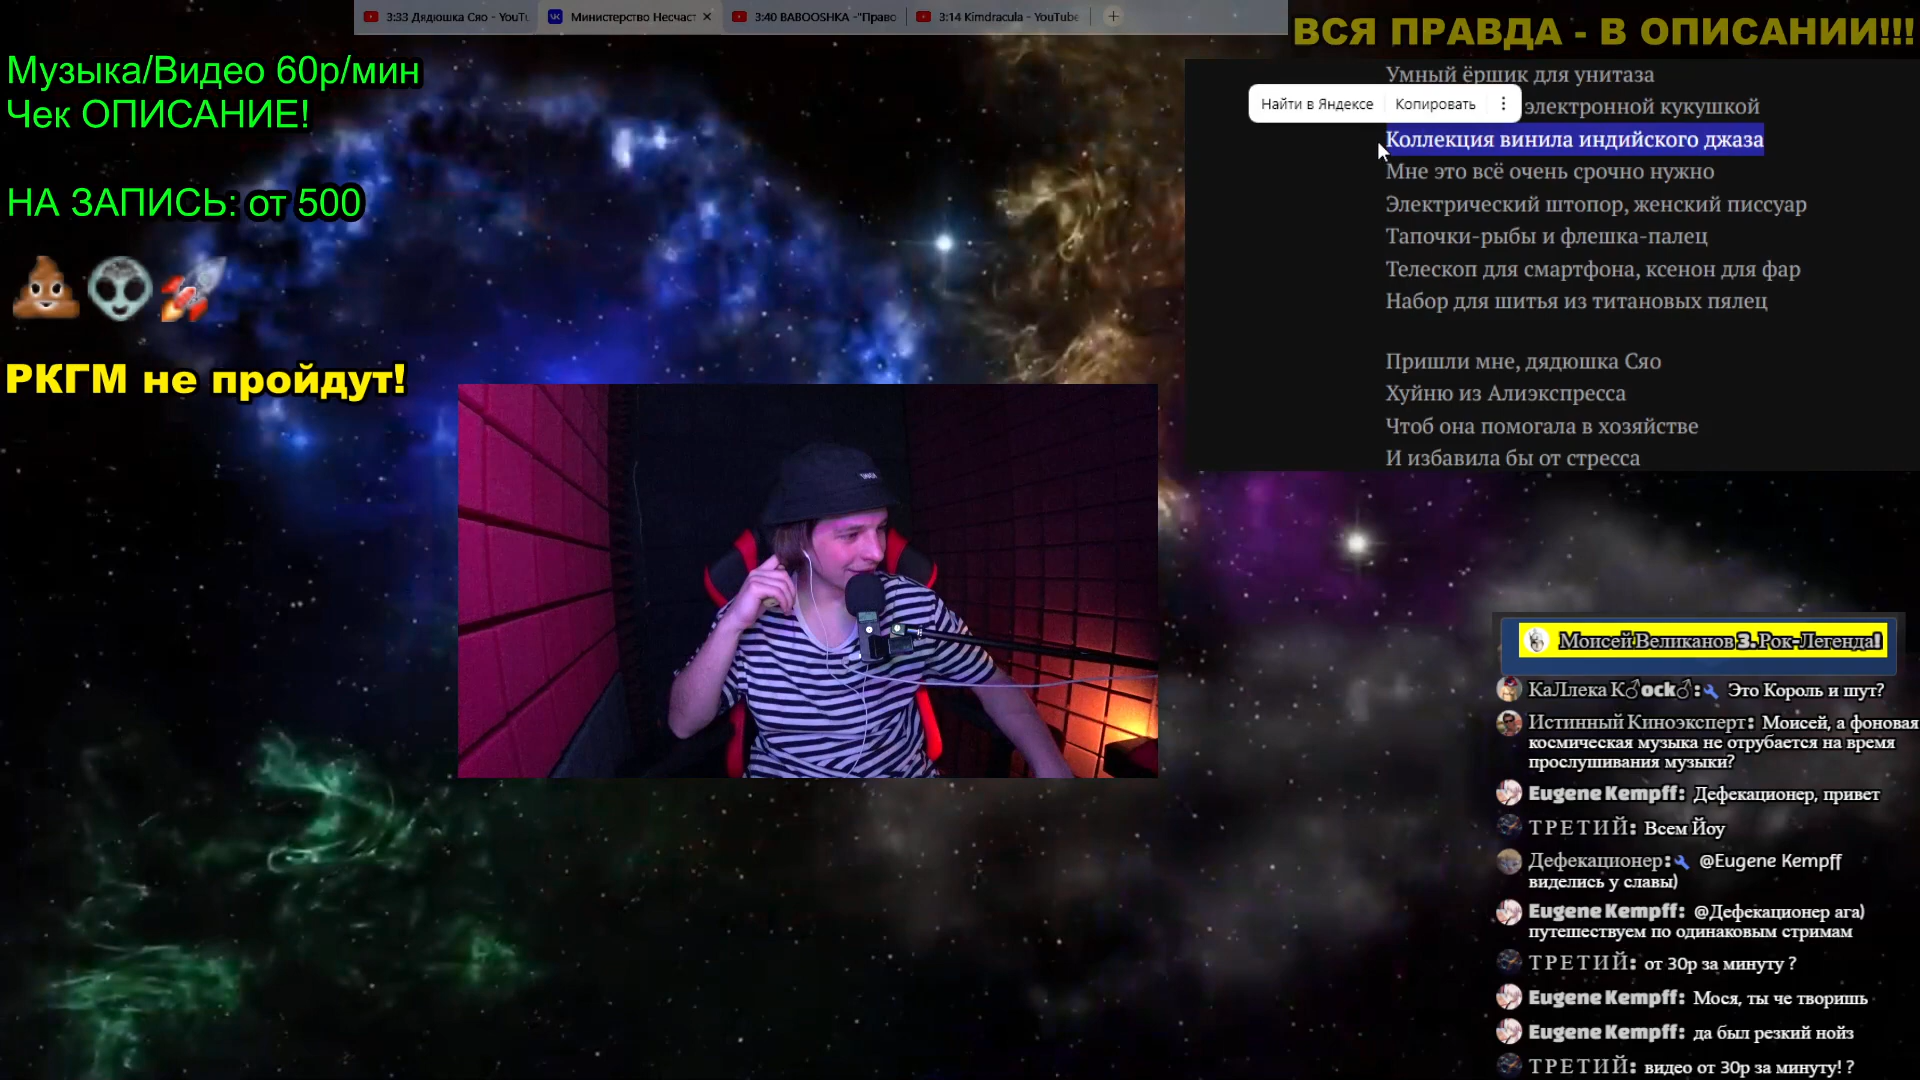 3:33 Дядюшка Сяо - YouTu
Министерство Несчаст
3:40 BABOOSHKA -"Право
3:14 Kimdracula - YouTube
ВСЯ ПРАВДА - В ОПИСАНИИ!!!
Музыка/Видео 60р/мин
Чек ОПИСАНИЕ!
НА ЗАПИСЬ: от 500
РКГМ не пройдут!
Умный ёршик для унитаза
Найти в Яндексе
Копировать
электронной кукушкой
Коллекция винила индийского джаза
Мне это всё очень срочно нужно
Электрический штопор, женский писсуар
Тапочки-рыбы и флешка-палец
Телескоп для смартфона, ксенон для фар
Набор для шитья из титановых пялец
Пришли мне, дядюшка Сяо
Хуйню из Алиэкспресса
Чтоб она помогала в хозяйстве
И избавила бы от стресса
Моисей Великанов 3. Рок-Легенда!
КаЛлека К♂ock♂: Это Король и шут?
Истинный Киноэксперт: Моисей, а фоновая
космическая музыка не отрубается на время
прослушивания музыки?
Eugene Kempff: Дефекационер, привет
ТРЕТИЙ: Всем Йоу
Дефекационер: @Eugene Kempff
виделись у славы)
Eugene Kempff: @Дефекационер ага)
путешествуем по одинаковым стримам
ТРЕТИЙ: от 30р за минуту ?
Eugene Kempff: Мося, ты че творишь
Eugene Kempff: да был резкий нойз
ТРЕТИЙ: видео от 30р за минуту! ?